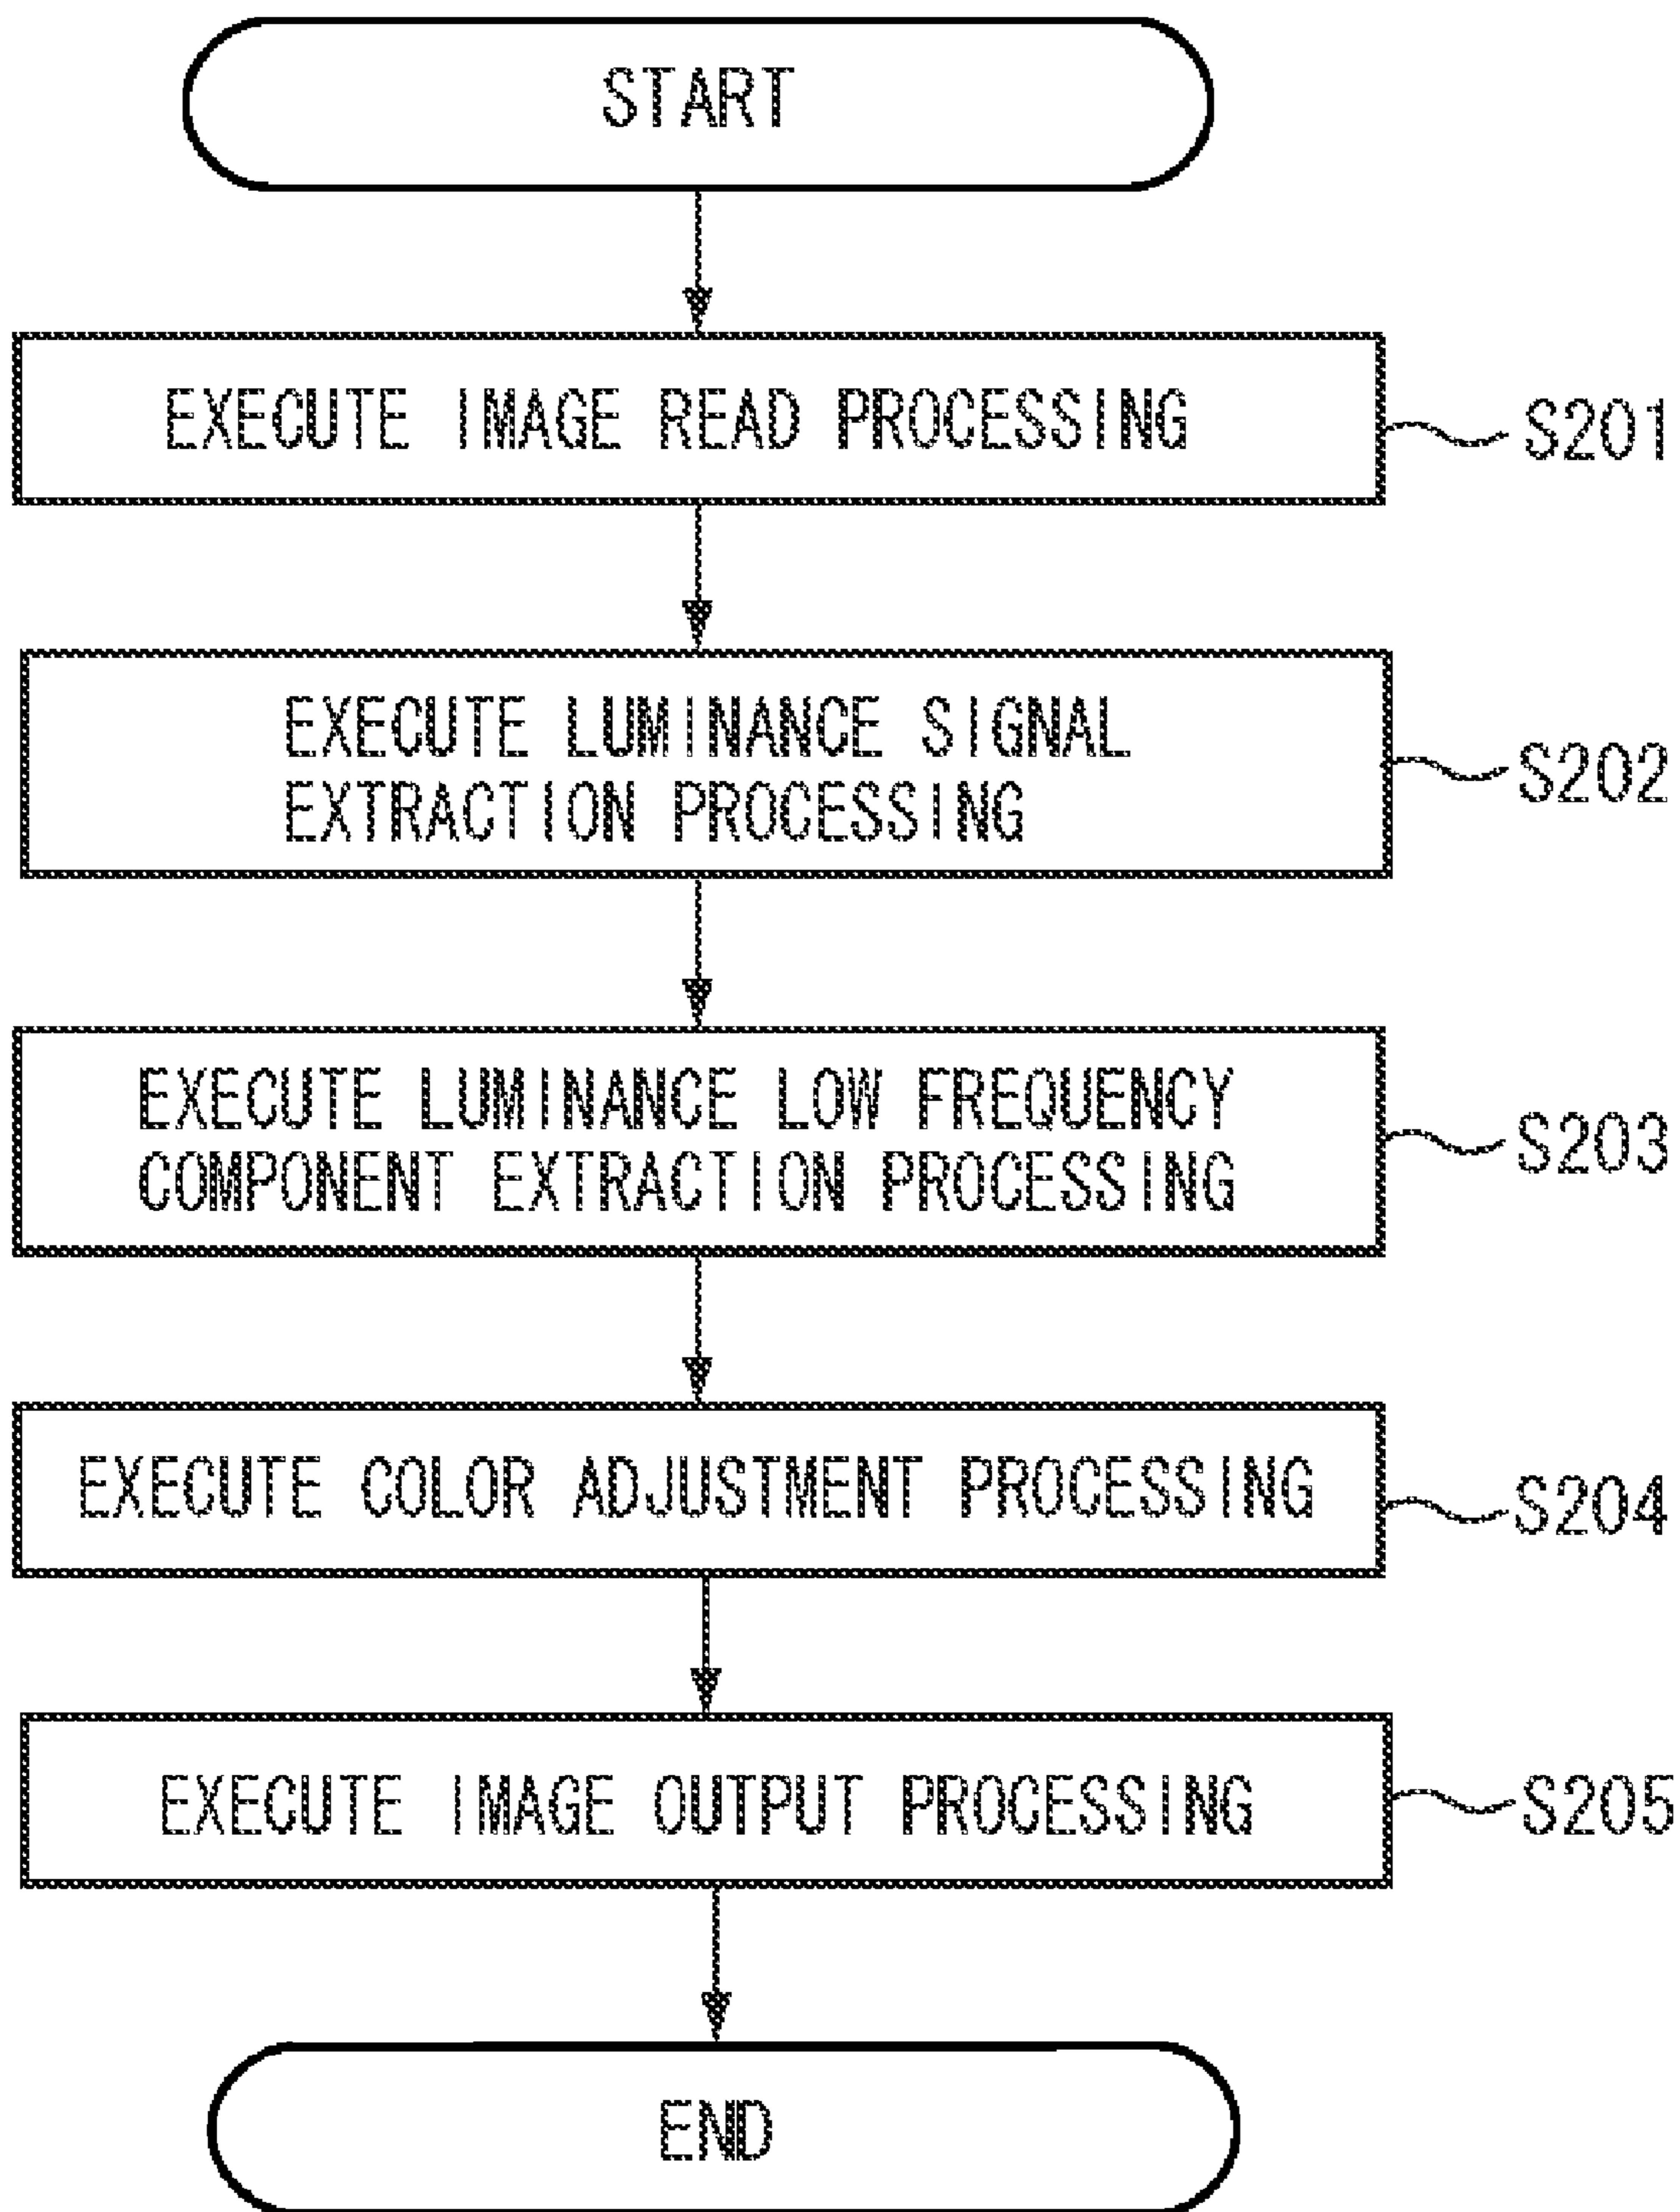 START
EXECUTE IMAGE READ PROCESSING
S201
EXECUTE LUMINANCE SIGNAL
EXTRACTION PROCESSING
S202
EXECUTE LUMINANCE LOW FREQUENCY
COMPONENT EXTRACTION PROCESSING
S203
EXECUTE COLOR ADJUSTMENT PROCESSING
S204
EXECUTE IMAGE OUTPUT PROCESSING
S205
END